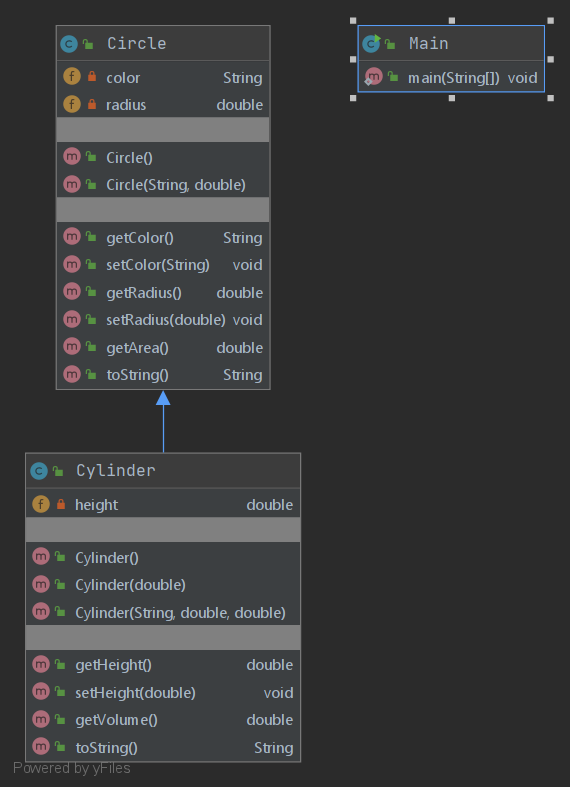 Circle
color String
radius double
Circle()
Circle(String, double)
getColor() String
setColor(String) void
getRadius() double
setRadius(double) void
getArea() double
toString() String
Main
main(String[]) void
Cylinder
height double
Cylinder()
Cylinder(double)
Cylinder(String, double, double)
getHeight() double
setHeight(double) void
getVolume() double
toString() String
Powered by yFiles